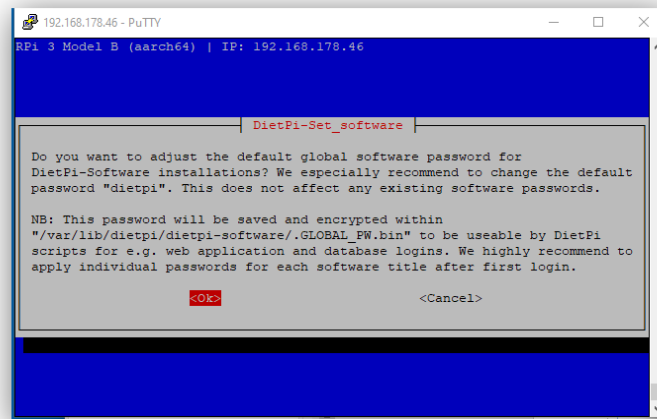 192.168.178.46 - PuTTY
RPi 3 Model B (aarch64) | IP: 192.168.178.46
DietPi-Set_software
Do you want to adjust the default global software password for
DietPi-Software installations? We especially recommend to change the default
password "dietpi". This does not affect any existing software passwords.
NB: This password will be saved and encrypted within
"/var/lib/dietpi/dietpi-software/.GLOBAL_PW.bin" to be useable by DietPi
scripts for e.g. web application and database logins. We highly recommend to
apply individual passwords for each software title after first login.
<Ok> <Cancel>